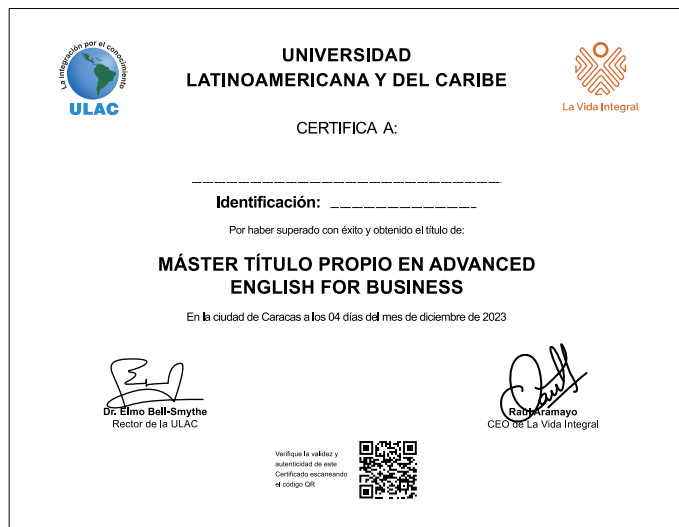 La integración por el conocimiento
ULAC
UNIVERSIDAD
LATINOAMERICANA Y DEL CARIBE
La Vida Integral
CERTIFICA A:
Identificación:
Por haber superado con éxito y obtenido el título de:
MÁSTER TÍTULO PROPIO EN ADVANCED
ENGLISH FOR BUSINESS
En la ciudad de Caracas a los 04 días del mes de diciembre de 2023
Dr. Elmo Bell-Smythe
Rector de la ULAC
Raúl Aramayo
CEO de La Vida Integral
Verifique la validez y
autenticidad de este
Certificado escaneando
el código QR